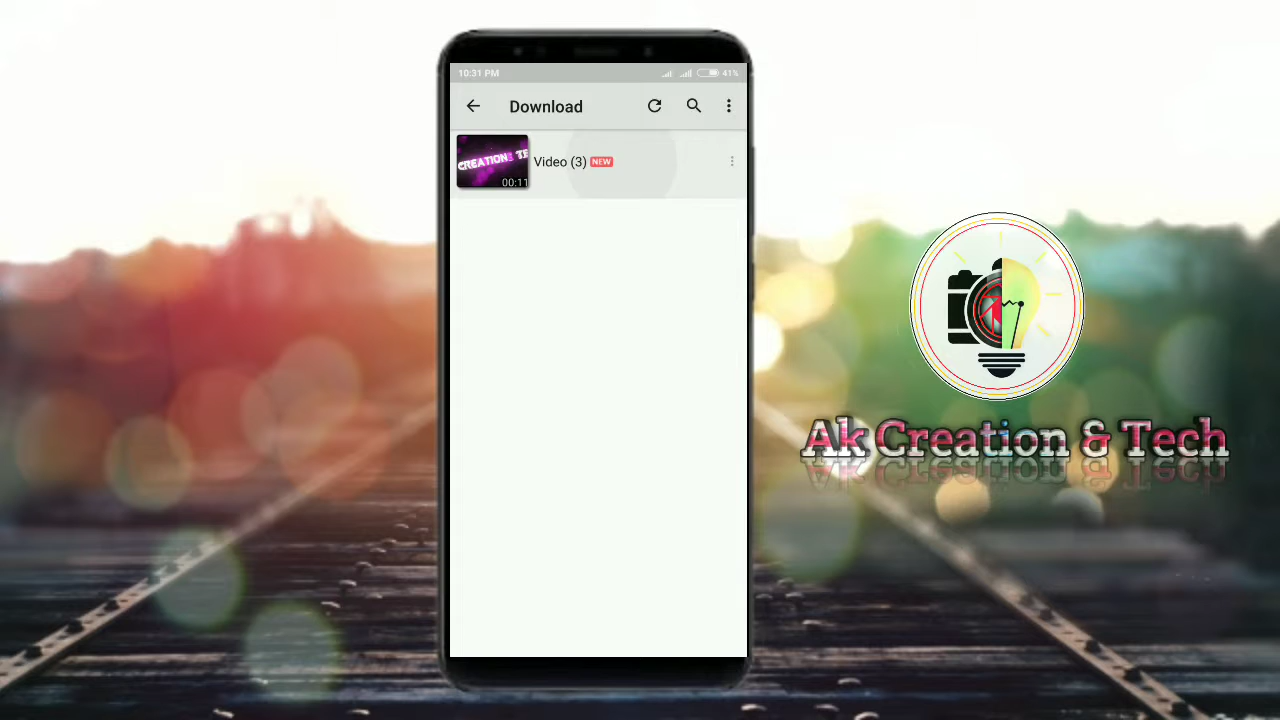 10:31 PM
41%
Download
CREATION
00:11
Video (3) NEW
Ak Creation & Tech